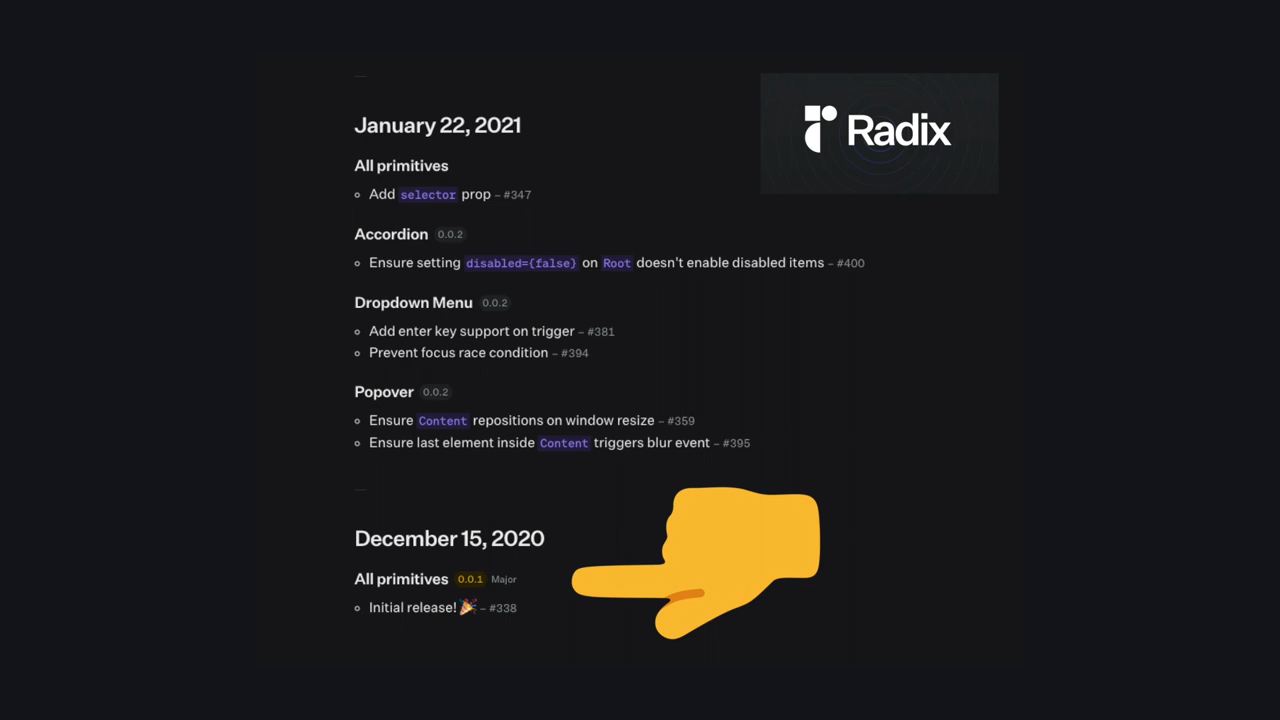 Radix
January 22, 2021
All primitives
Add selector prop – #347
Accordion 0.0.2
Ensure setting disabled={false} on Root doesn't enable disabled items – #400
Dropdown Menu 0.0.2
Add enter key support on trigger – #381
Prevent focus race condition – #394
Popover 0.0.2
Ensure Content repositions on window resize – #359
Ensure last element inside Content triggers blur event – #395
December 15, 2020
All primitives 0.0.1 Major
Initial release! 🎉 – #338